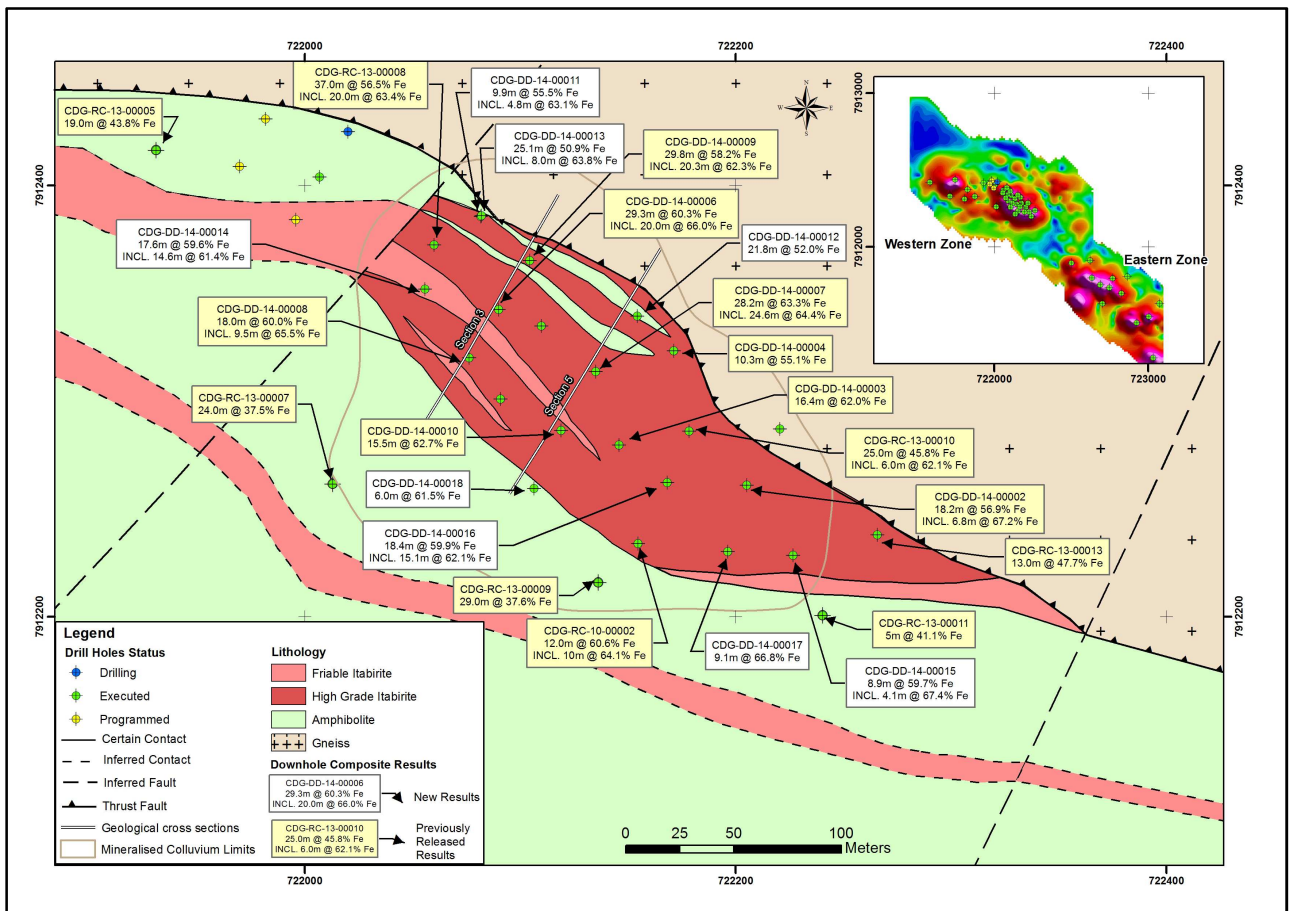 722000
722200
722400
CDG-RC-13-00008
37.0m @ 56.5% Fe
INCL. 20.0m @ 63.4% Fe
CDG-DD-14-00011
9.9m @ 55.5% Fe
INCL. 4.8m @ 63.1% Fe
CDG-RC-13-00005
19.0m @ 43.8% Fe
CDG-DD-14-00013
25.1m @ 50.9% Fe
INCL. 8.0m @ 63.8% Fe
CDG-DD-14-00009
29.8m @ 58.2% Fe
INCL. 20.3m @ 62.3% Fe
N
W
E
S
7913000
7912000
Western Zone
Eastern Zone
722000
723000
7912400
7912400
CDG-DD-14-00006
29.3m @ 60.3% Fe
INCL. 20.0m @ 66.0% Fe
CDG-DD-14-00014
17.6m @ 59.6% Fe
INCL. 14.6m @ 61.4% Fe
CDG-DD-14-00012
21.8m @ 52.0% Fe
CDG-DD-14-00007
28.2m @ 63.3% Fe
INCL. 24.6m @ 64.4% Fe
CDG-DD-14-00008
18.0m @ 60.0% Fe
INCL. 9.5m @ 65.5% Fe
Section 3
Section 5
CDG-DD-14-00004
10.3m @ 55.1% Fe
CDG-RC-13-00007
24.0m @ 37.5% Fe
CDG-DD-14-00003
16.4m @ 62.0% Fe
CDG-DD-14-00010
15.5m @ 62.7% Fe
CDG-RC-13-00010
25.0m @ 45.8% Fe
INCL. 6.0m @ 62.1% Fe
CDG-DD-14-00018
6.0m @ 61.5% Fe
CDG-DD-14-00002
18.2m @ 56.9% Fe
INCL. 6.8m @ 67.2% Fe
CDG-DD-14-00016
18.4m @ 59.9% Fe
INCL. 15.1m @ 62.1% Fe
CDG-RC-13-00013
13.0m @ 47.7% Fe
CDG-RC-13-00009
29.0m @ 37.6% Fe
CDG-RC-10-00002
12.0m @ 60.6% Fe
INCL. 10m @ 64.1% Fe
CDG-DD-14-00017
9.1m @ 66.8% Fe
CDG-RC-13-00011
5m @ 41.1% Fe
CDG-DD-14-00015
8.9m @ 59.7% Fe
INCL. 4.1m @ 67.4% Fe
7912200
7912200
Legend
Drill Holes Status
Drilling
Executed
Programmed
Certain Contact
Inferred Contact
Inferred Fault
Thrust Fault
Geological cross sections
Mineralised Colluvium Limits
Lithology
Friable Itabirite
High Grade Itabirite
Amphibolite
Gneiss
Downhole Composite Results
CDG-DD-14-00006
29.3m @ 60.3% Fe
INCL. 20.0m @ 66.0% Fe
New Results
CDG-RC-13-00010
25.0m @ 45.8% Fe
INCL. 6.0m @ 62.1% Fe
Previously
Released
Results
0 25 50 100
Meters
722000
722200
722400